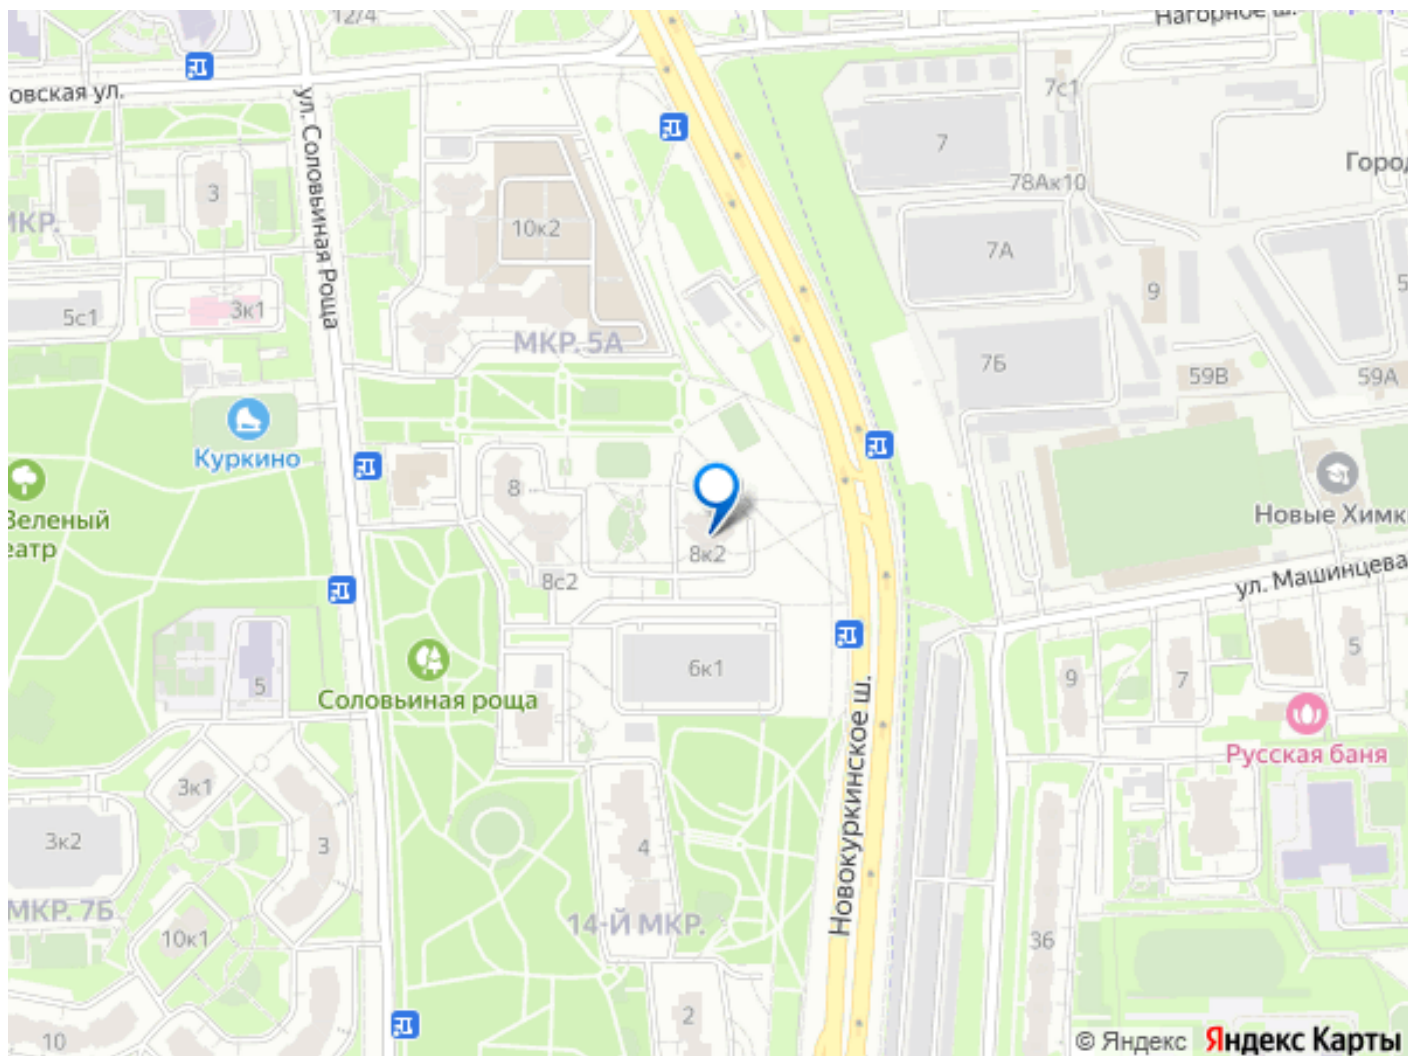 12/4
Нагорное ш.
овская ул.
ул. Соловьиная Роща
7с1
7
Город
3
78Ак10
МКР.
10к2
7А
9
5
3к1
5с1
МКР. 5А
7Б
59В
59А
Куркино
8
Зеленый
еатр
Новые Химк
8к2
8с2
ул. Машинцева
6к1
5
5
9
7
Соловьиная роща
Новокуркинское ш.
Русская баня
3к1
3к2
3
4
МКР. 7Б
14-Й МКР.
10к1
36
2
10
© Яндекс Яндекс Карты